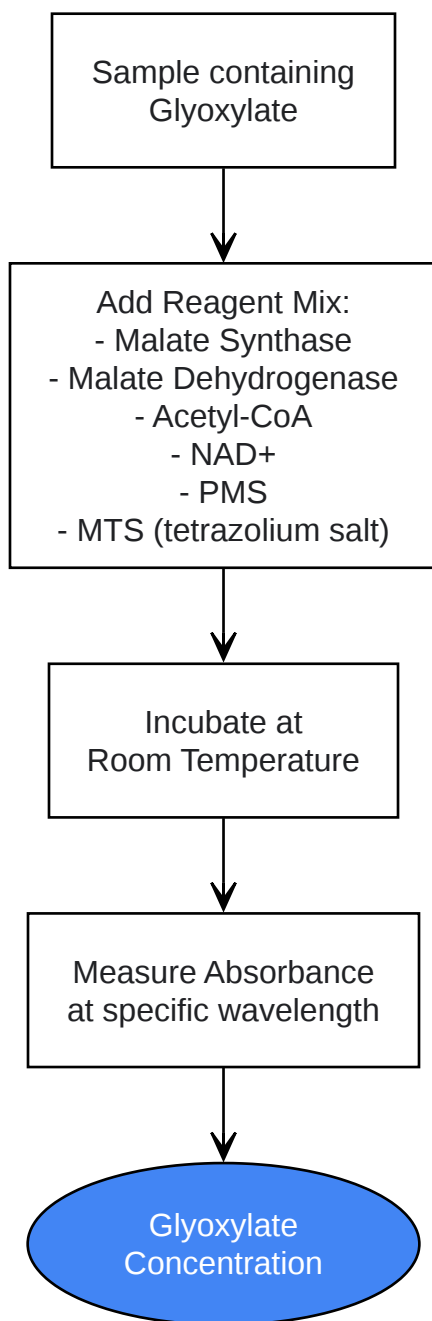 Sample containing
Glyoxylate
Add Reagent Mix:
- Malate Synthase
- Malate Dehydrogenase
- Acetyl-CoA
- NAD+
- PMS
- MTS (tetrazolium salt)
Incubate at
Room Temperature
Measure Absorbance
at specific wavelength
Glyoxylate
Concentration